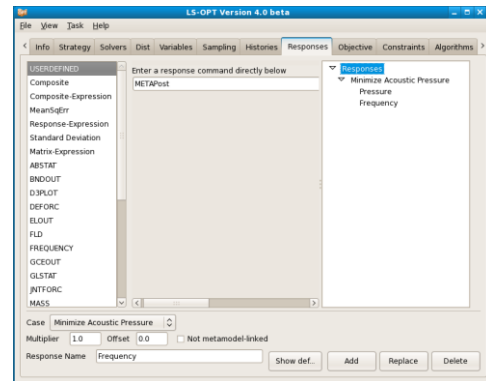 LS-OPT Version 4.0 beta
File View Task Help
Info Strategy Solvers Dist Variables Sampling Histories Responses Objective Constraints Algorithms
USERDEFINED
Composite
Composite-Expression
MeanSqErr
Response-Expression
Standard Deviation
Matrix-Expression
ABSTAT
BNDOUT
D3PLOT
DEFORC
ELOUT
FLD
FREQUENCY
GCEOUT
GLSTAT
JNTFORC
MASS
Enter a response command directly below
METAPost
Responses
Minimize Acoustic Pressure
Pressure
Frequency
Case Minimize Acoustic Pressure
Multiplier 1.0 Offset 0.0 Not metamodel-linked
Response Name Frequency Show def... Add Replace Delete